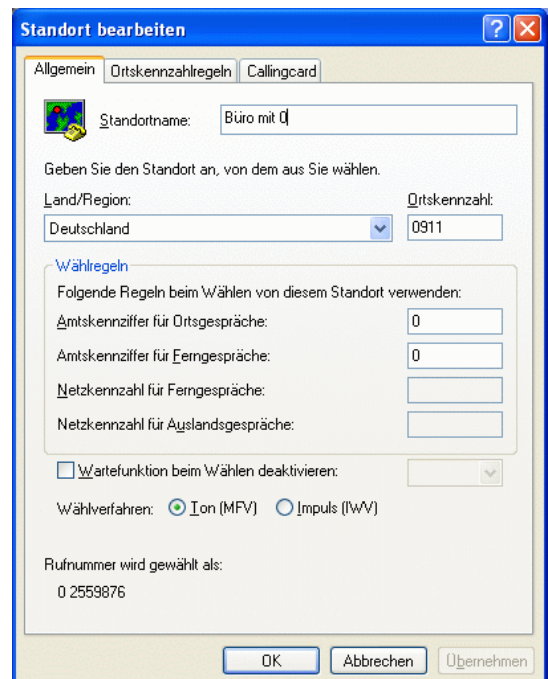 Standort bearbeiten
Allgemein Ortskennzahlregeln Callingcard
Standortname: Büro mit 0
Geben Sie den Standort an, von dem aus Sie wählen.
Land/Region: Ortskennzahl:
Deutschland 0911
Wählregeln
Folgende Regeln beim Wählen von diesem Standort verwenden:
Amtskennziffer für Ortsgespräche: 0
Amtskennziffer für Ferngespräche: 0
Netzkennzahl für Ferngespräche:
Netzkennzahl für Auslandsgespräche:
Wartefunktion beim Wählen deaktivieren:
Wählverfahren: Ton (MFV) Impuls (IWV)
Rufnummer wird gewählt als:
0 2559876
OK Abbrechen Übernehmen